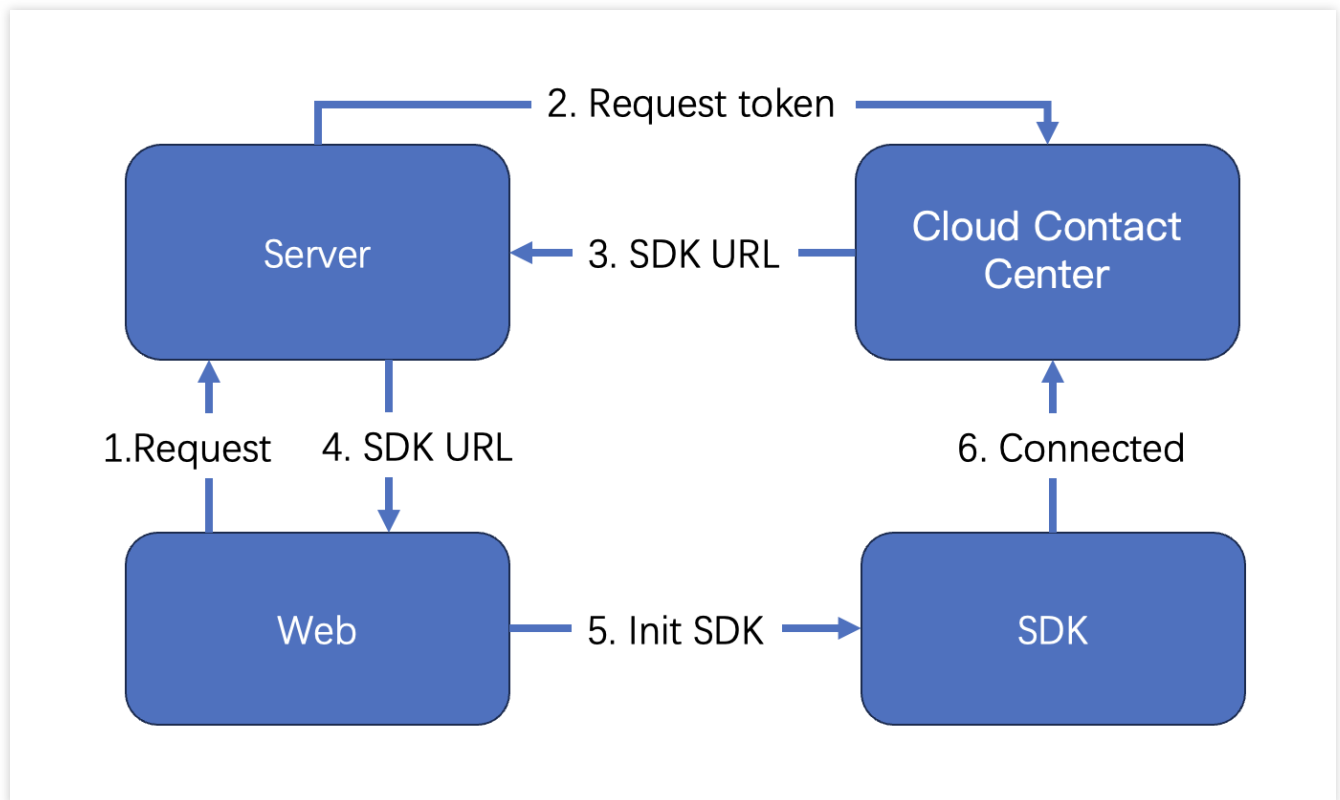 2. Request token
Server
3. SDK URL
Cloud Contact
Center
1.Request
4. SDK URL
6. Connected
Web
5. Init SDK
SDK